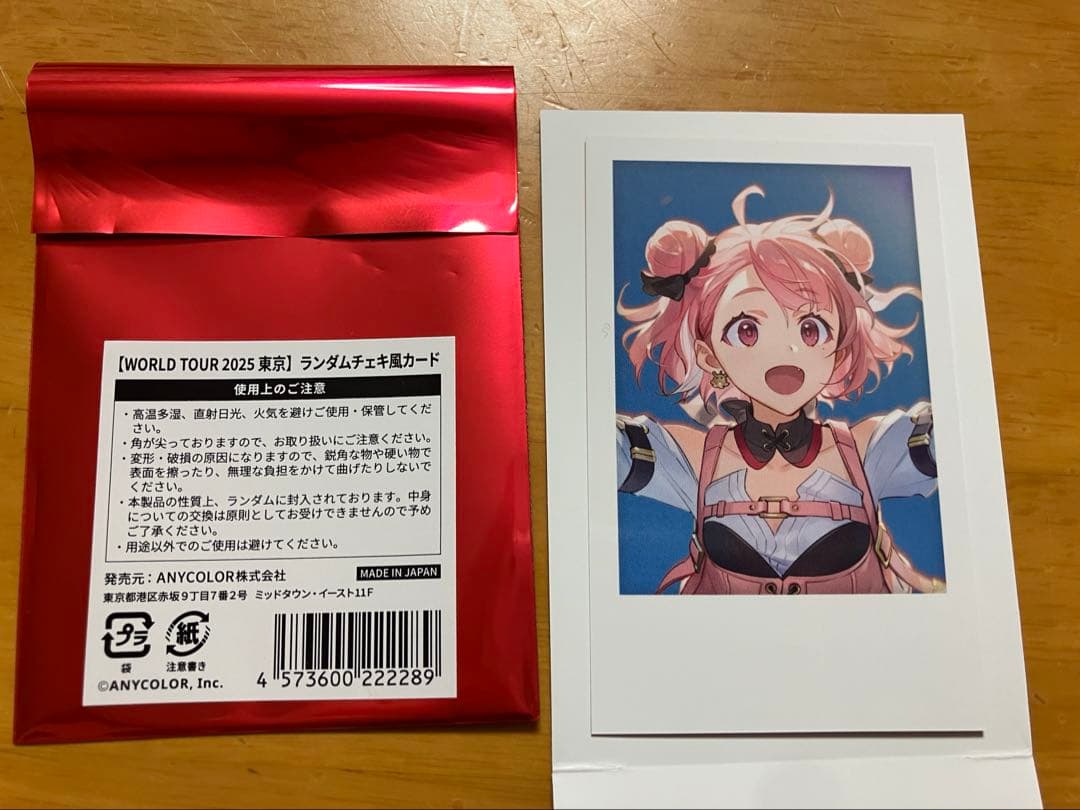 【WORLD TOUR 2025 東京】ランダムチェキ風カード
使用上のご注意
・高温多湿、直射日光、火気を避けご使用・保管してくだ
さい。
・角が尖っておりますので、お取り扱いにご注意ください。
・変形・破損の原因になりますので、鋭角な物や硬い物で
表面を擦ったり、無理な負担をかけて曲げたりしないで
ください。
・本製品の性質上、ランダムに封入されております。中身
についての交換は原則としてお受けできませんので予め
ご了承ください。
・用途以外でのご使用は避けてください。
発売元：ANYCOLOR株式会社
MADE IN JAPAN
東京都港区赤坂9丁目7番2号 ミッドタウン・イースト11F
プラ
袋
紙
注意書き
©ANYCOLOR, Inc.
4 573600 222289